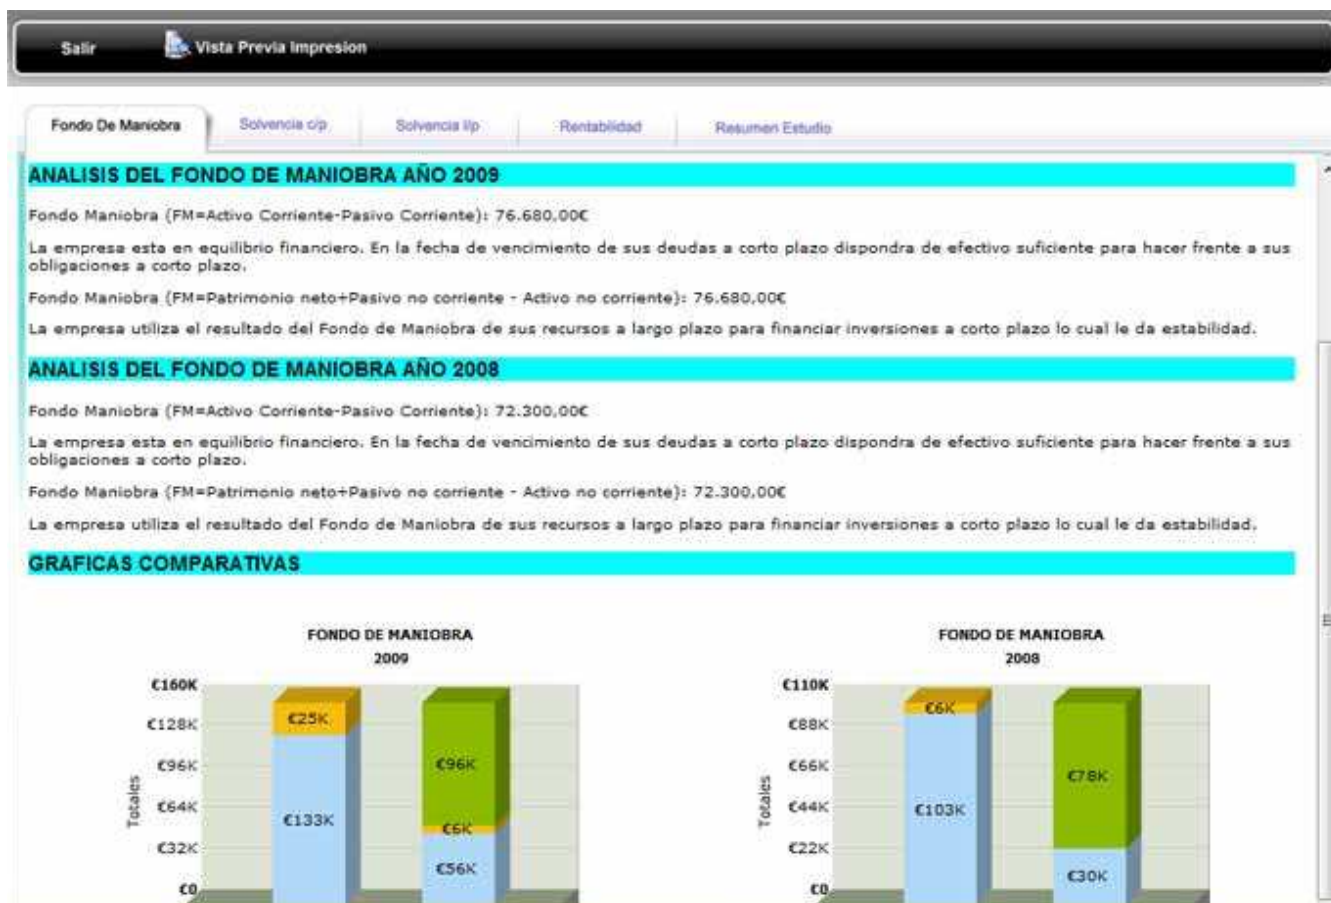 Salir Vista Previa Impresion
Fondo De Maniobra Solvencia c/p Solvencia l/p Rentabilidad Resumen Estudio
ANALISIS DEL FONDO DE MANIOBRA AÑO 2009
Fondo Maniobra (FM=Activo Corriente-Pasivo Corriente): 76.680,00€
La empresa esta en equilibrio financiero. En la fecha de vencimiento de sus deudas a corto plazo dispondra de efectivo suficiente para hacer frente a sus
obligaciones a corto plazo.
Fondo Maniobra (FM=Patrimonio neto+Pasivo no corriente - Activo no corriente): 76.680,00€
La empresa utiliza el resultado del Fondo de Maniobra de sus recursos a largo plazo para financiar inversiones a corto plazo lo cual le da estabilidad.
ANALISIS DEL FONDO DE MANIOBRA AÑO 2008
Fondo Maniobra (FM=Activo Corriente-Pasivo Corriente): 72.300,00€
La empresa esta en equilibrio financiero. En la fecha de vencimiento de sus deudas a corto plazo dispondra de efectivo suficiente para hacer frente a sus
obligaciones a corto plazo.
Fondo Maniobra (FM=Patrimonio neto+Pasivo no corriente - Activo no corriente): 72.300,00€
La empresa utiliza el resultado del Fondo de Maniobra de sus recursos a largo plazo para financiar inversiones a corto plazo lo cual le da estabilidad.
GRAFICAS COMPARATIVAS
FONDO DE MANIOBRA
2009
€160K
€128K
€96K
€64K
€32K
€0
Totales
€25K
€133K
€96K
€6K
€56K
FONDO DE MANIOBRA
2008
€110K
€88K
€66K
€44K
€22K
€0
Totales
€6K
€103K
€78K
€30K